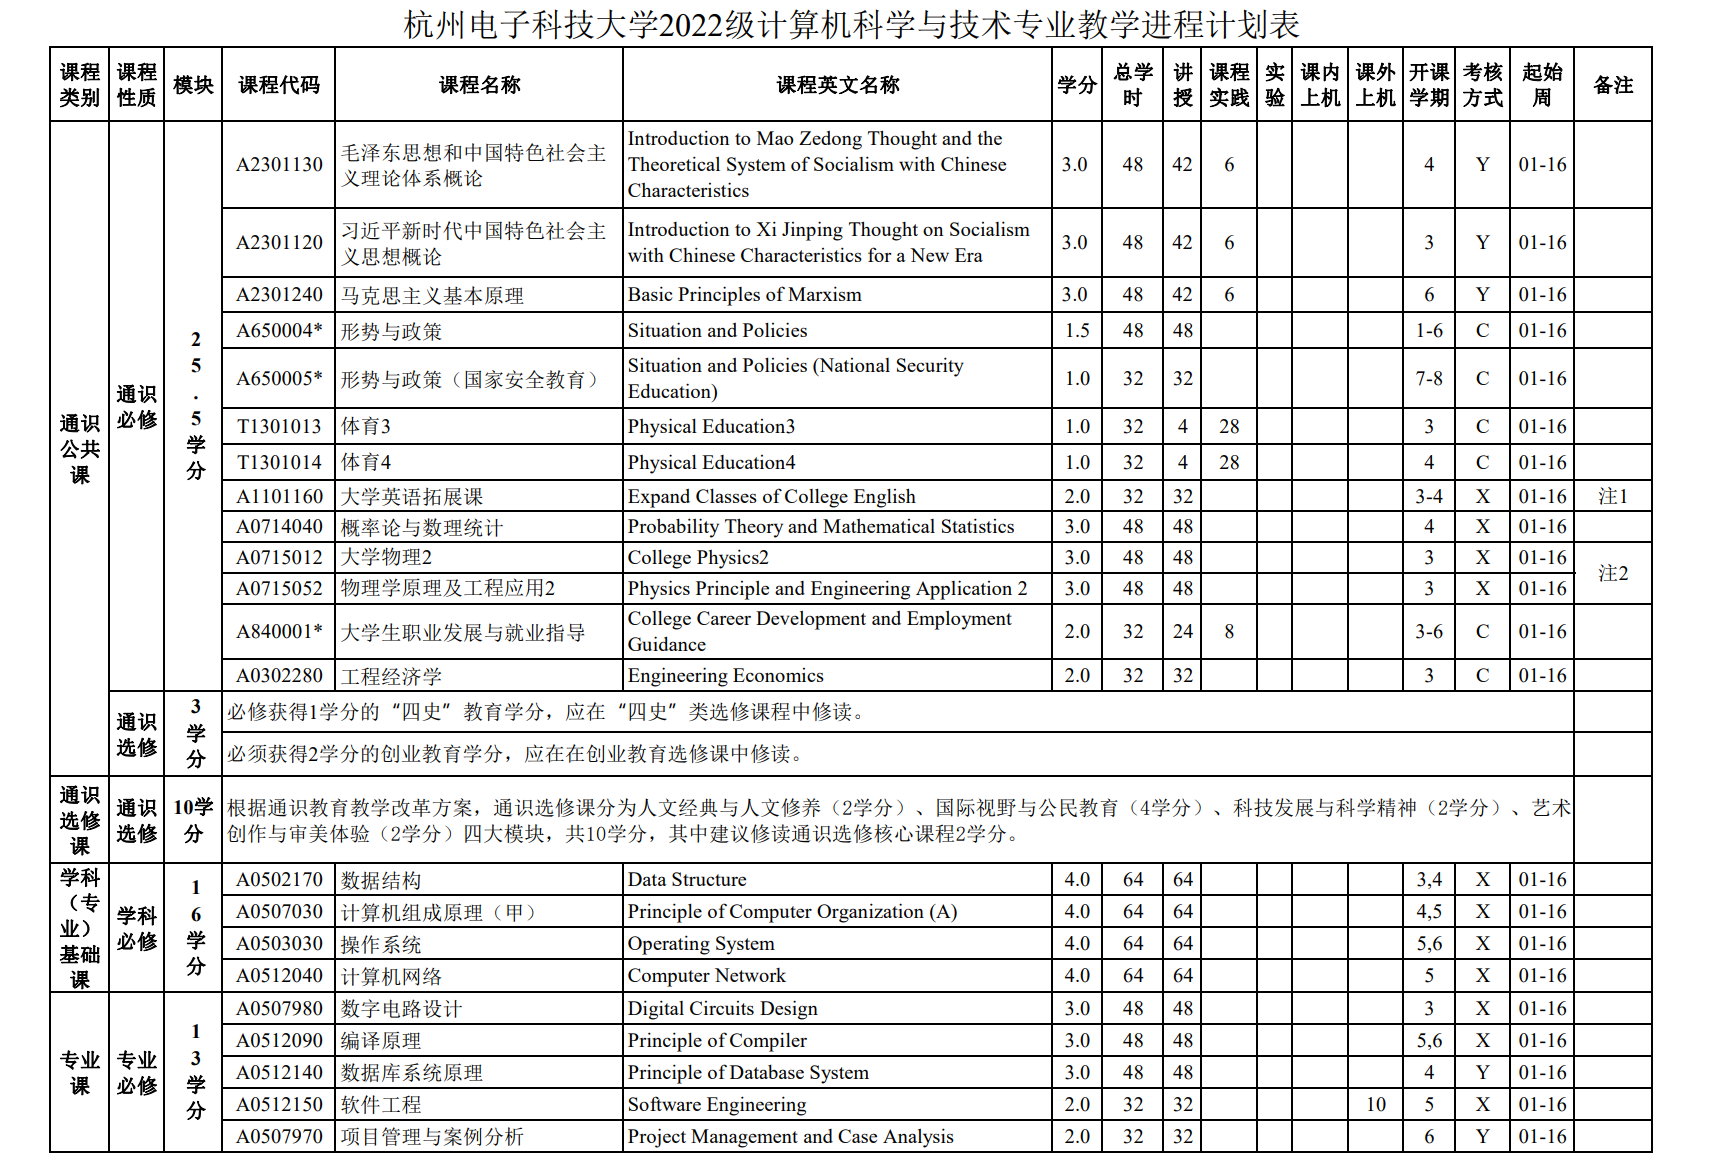 杭州电子科技大学2022级计算机科学与技术专业教学进程计划表
课程类别 课程性质 模块 课程代码 课程名称 课程英文名称 学分 总学时 讲授 课程实践 实验 课内上机 课外上机 开课学期 考核方式 起始周 备注
通识公共课 通识必修 25.5学分
A2301130 毛泽东思想和中国特色社会主义理论体系概论 Introduction to Mao Zedong Thought and the Theoretical System of Socialism with Chinese Characteristics 3.0 48 42 6 4 Y 01-16
A2301120 习近平新时代中国特色社会主义思想概论 Introduction to Xi Jinping Thought on Socialism with Chinese Characteristics for a New Era 3.0 48 42 6 3 Y 01-16
A2301240 马克思主义基本原理 Basic Principles of Marxism 3.0 48 42 6 6 Y 01-16
A650004* 形势与政策 Situation and Policies 1.5 48 48 1-6 C 01-16
A650005* 形势与政策（国家安全教育） Situation and Policies (National Security Education) 1.0 32 32 7-8 C 01-16
T1301013 体育3 Physical Education3 1.0 32 4 28 3 C 01-16
T1301014 体育4 Physical Education4 1.0 32 4 28 4 C 01-16
A1101160 大学英语拓展课 Expand Classes of College English 2.0 32 32 3-4 X 01-16 注1
A0714040 概率论与数理统计 Probability Theory and Mathematical Statistics 3.0 48 48 4 X 01-16
A0715012 大学物理2 College Physics2 3.0 48 48 3 X 01-16 注2
A0715052 物理学原理及工程应用2 Physics Principle and Engineering Application 2 3.0 48 48 3 X 01-16
A840001* 大学生职业发展与就业指导 College Career Development and Employment Guidance 2.0 32 24 8 3-6 C 01-16
A0302280 工程经济学 Engineering Economics 2.0 32 32 3 C 01-16
通识选修 3学分
必修获得1学分的“四史”教育学分，应在“四史”类选修课程中修读。
必须获得2学分的创业教育学分，应在在创业教育选修课中修读。
通识选修课 通识选修 10学分
根据通识教育教学改革方案，通识选修课分为人文经典与人文修养（2学分）、国际视野与公民教育（4学分）、科技发展与科学精神（2学分）、艺术
创作与审美体验（2学分）四大模块，共10学分，其中建议修读通识选修核心课程2学分。
学科（专业）基础课 学科必修 16学分
A0502170 数据结构 Data Structure 4.0 64 64 3,4 X 01-16
A0507030 计算机组成原理（甲） Principle of Computer Organization (A) 4.0 64 64 4,5 X 01-16
A0503030 操作系统 Operating System 4.0 64 64 5,6 X 01-16
A0512040 计算机网络 Computer Network 4.0 64 64 5 X 01-16
专业课 专业必修 13学分
A0507980 数字电路设计 Digital Circuits Design 3.0 48 48 3 X 01-16
A0512090 编译原理 Principle of Compiler 3.0 48 48 5,6 X 01-16
A0512140 数据库系统原理 Principle of Database System 3.0 48 48 4 Y 01-16
A0512150 软件工程 Software Engineering 2.0 32 32 10 5 X 01-16
A0507970 项目管理与案例分析 Project Management and Case Analysis 2.0 32 32 6 Y 01-16